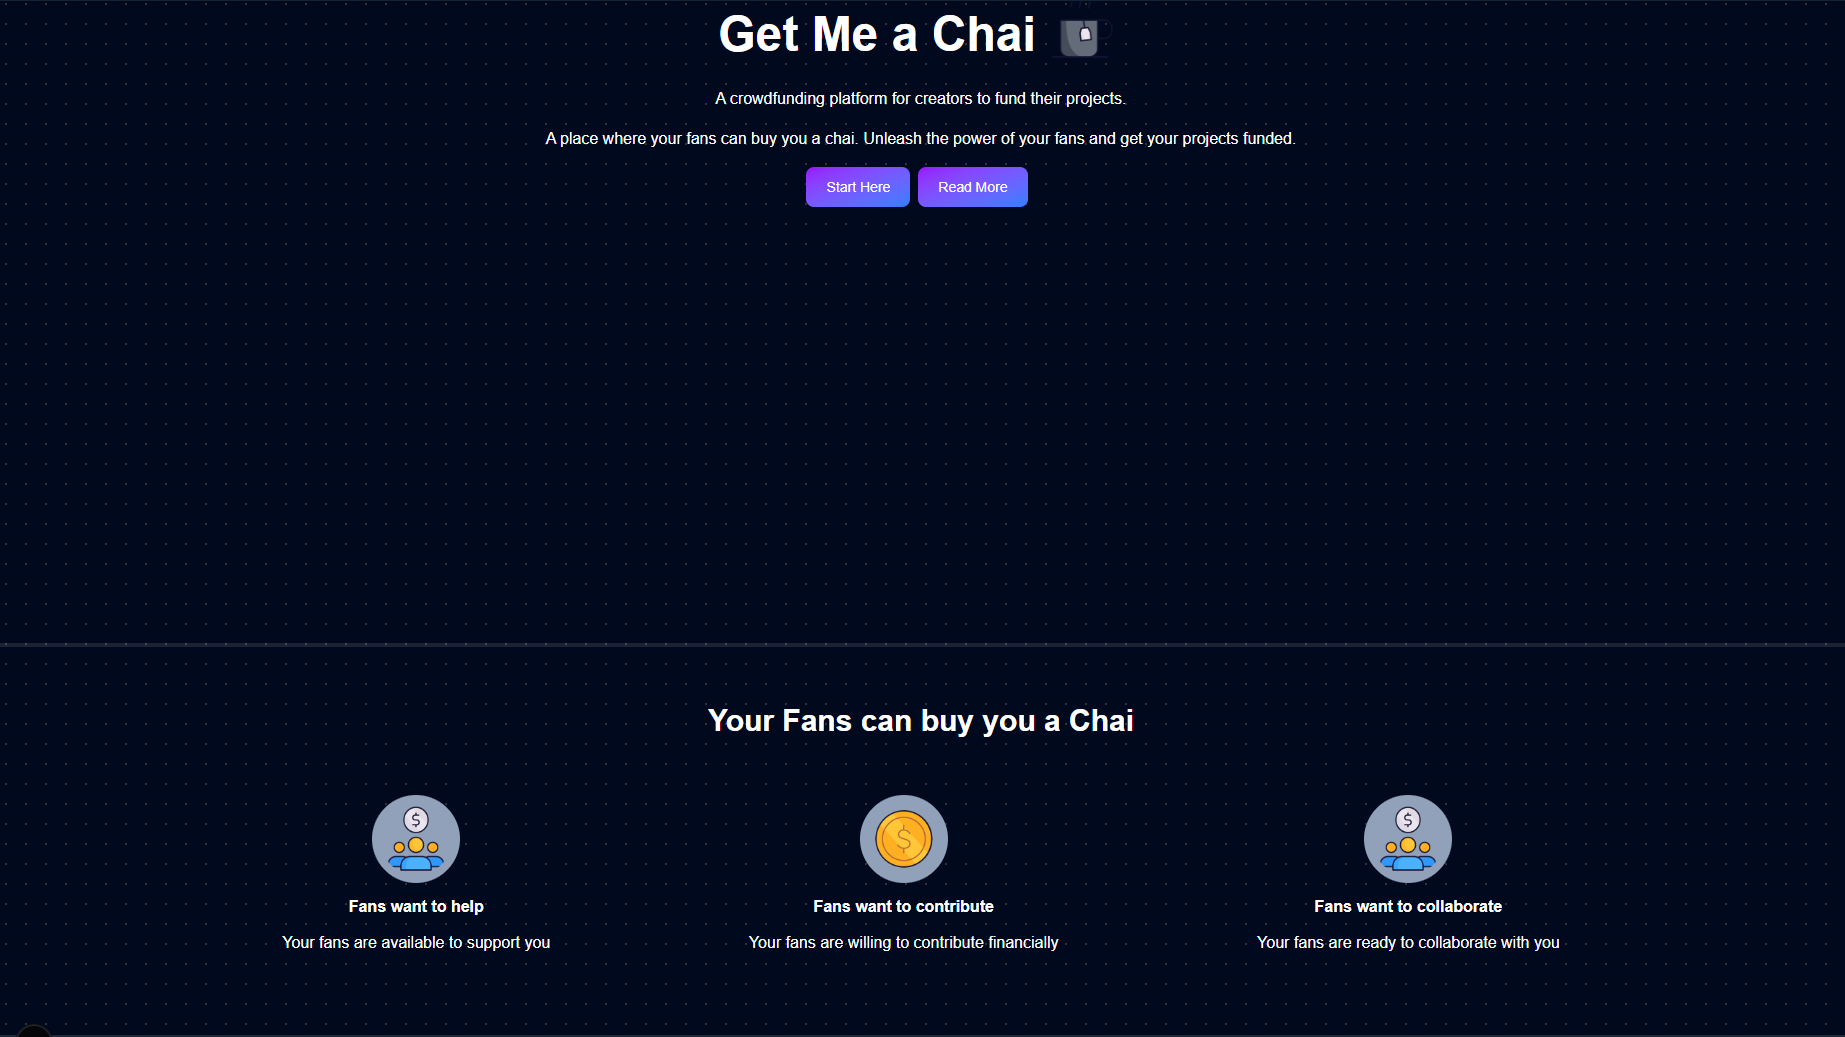 Get Me a Chai
A crowdfunding platform for creators to fund their projects.
A place where your fans can buy you a chai. Unleash the power of your fans and get your projects funded.
Start Here
Read More
Your Fans can buy you a Chai
$
$
$
Fans want to help
Fans want to contribute
Fans want to collaborate
Your fans are available to support you
Your fans are willing to contribute financially
Your fans are ready to collaborate with you